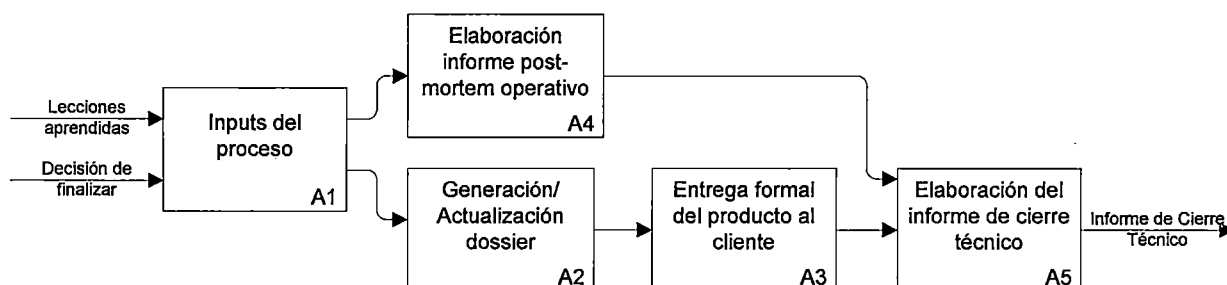 Lecciones
aprendidas
Decisión de
finalizar
Inputs del
proceso
A1
Elaboración
informe post-
mortem operativo
A4
Generación/
Actualización
dossier
A2
Entrega formal
del producto al
cliente
A3
Elaboración del
informe de cierre
técnico
A5
Informe de Cierre
Técnico